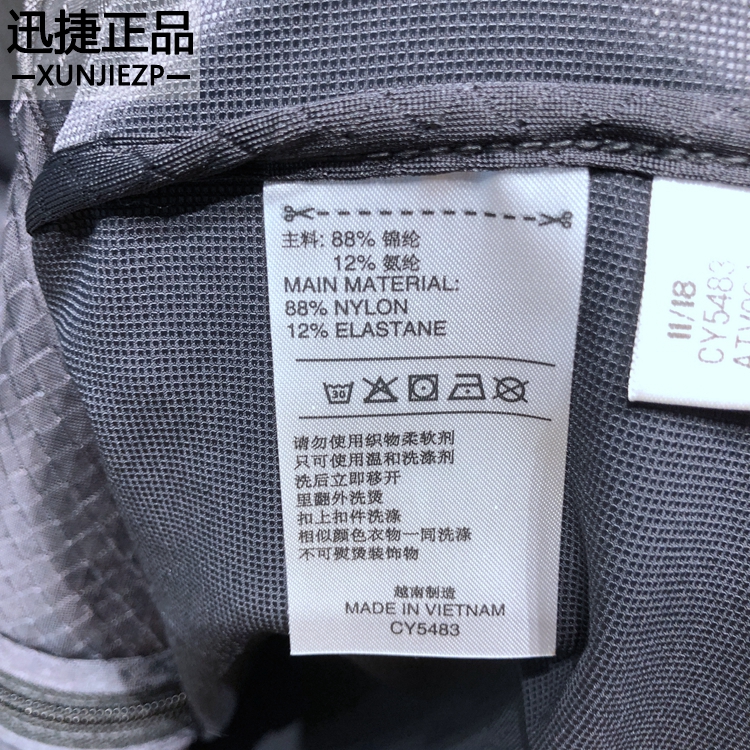 迅捷正品
XUNJIEZP
主料: 88% 锦纶
12% 氨纶
MAIN MATERIAL:
88% NYLON
12% ELASTANE
30
请勿使用织物柔软剂
只可使用温和洗涤剂
洗后立即移开
里翻外洗烫
扣上扣件洗涤
相似颜色衣物一同洗涤
不可熨烫装饰物
越南制造
MADE IN VIETNAM
CY5483
11/18
CY5483